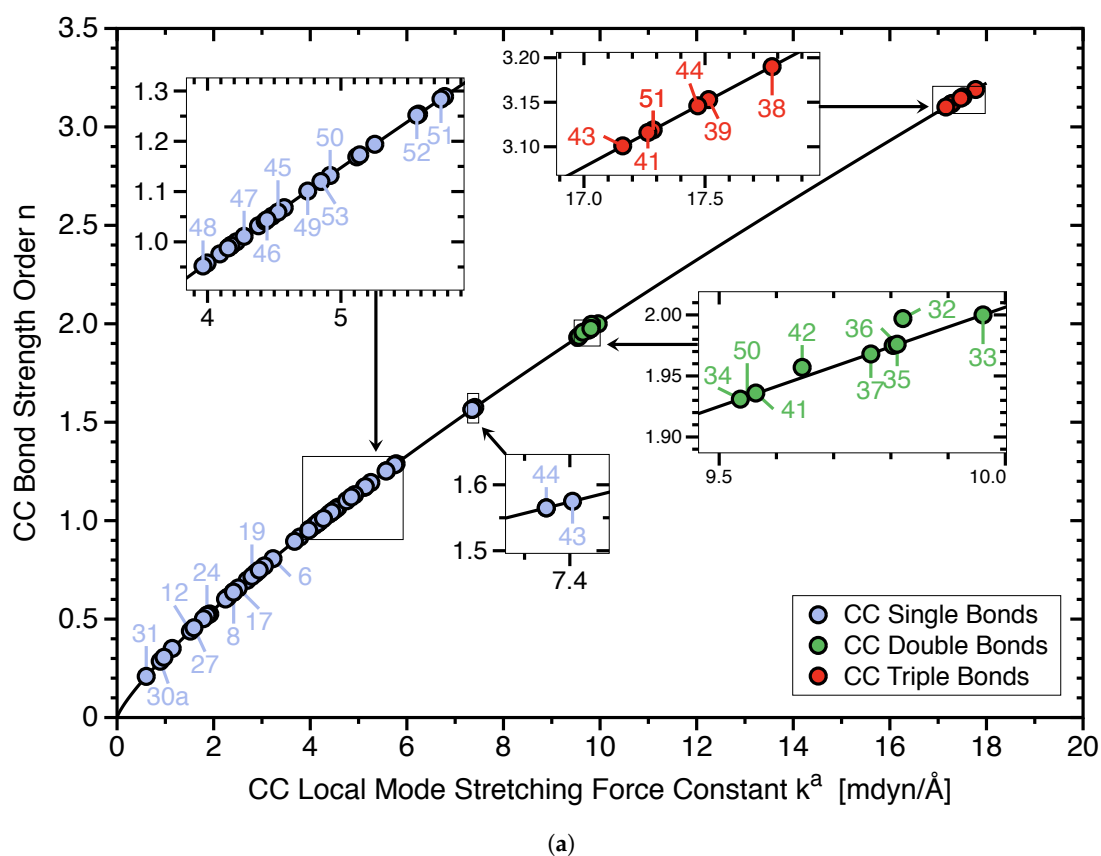 3.5
3.0
2.5
2.0
1.5
1.0
0.5
0
CC Bond Strength Order n
0 2 4 6 8 10 12 14 16 18 20
CC Local Mode Stretching Force Constant kᵃ [mdyn/Å]
1.3
1.2
1.1
1.0
4 5
48 47 46 45 49 50 53 52 51
3.20
3.15
3.10
17.0 17.5
43 41 51 44 39 38
2.00
1.95
1.90
9.5 10.0
34 50 41 42 37 36 35 32 33
1.6
1.5
7.4
44
43
31 30a 12 27 24 8 17 19 6
CC Single Bonds
CC Double Bonds
CC Triple Bonds
(a)